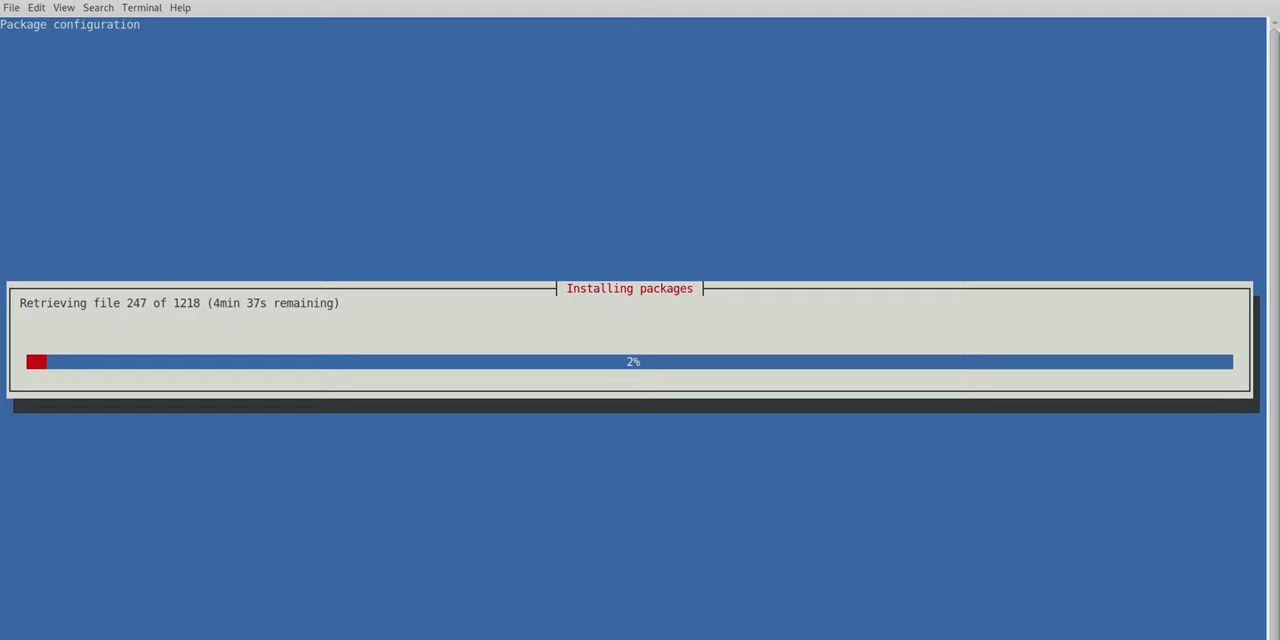 File Edit View Search Terminal Help
Package configuration
Installing packages
Retrieving file 247 of 1218 (4min 37s remaining)
2%